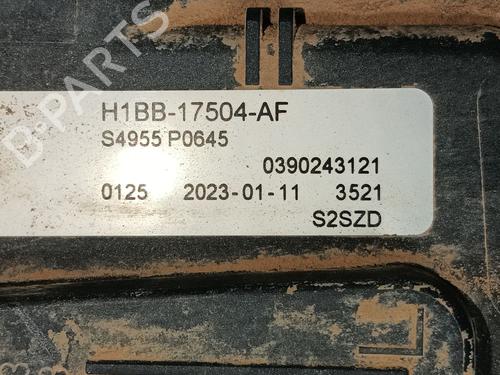 B-PARTS
H1BB-17504-AF
S4955 P0645
0390243121
0125 2023-01-11 3521
S2SZD
L